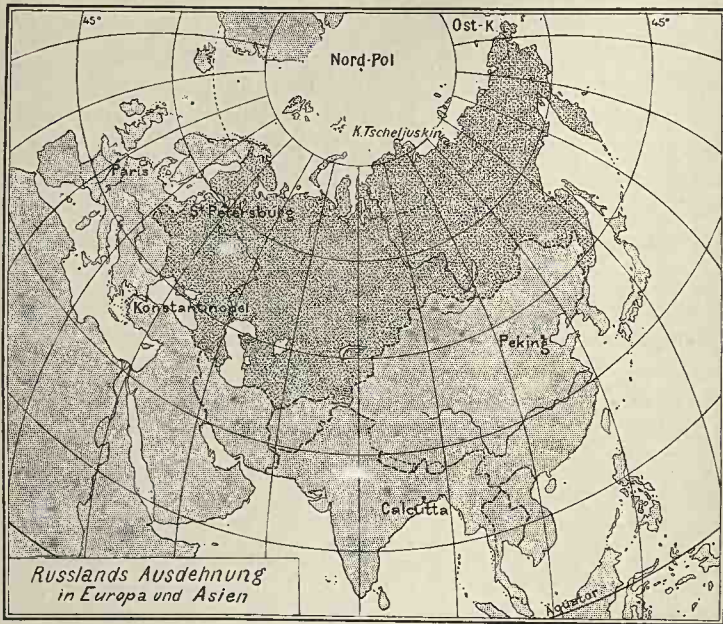 45°
Ost-K.
45°
Nord-Pol
K.Tscheljuskin
Paris
St Petersburg
Konstantinopel
Peking
Calcutta
Russlands Ausdehnung
in Europa und Asien
Äquator